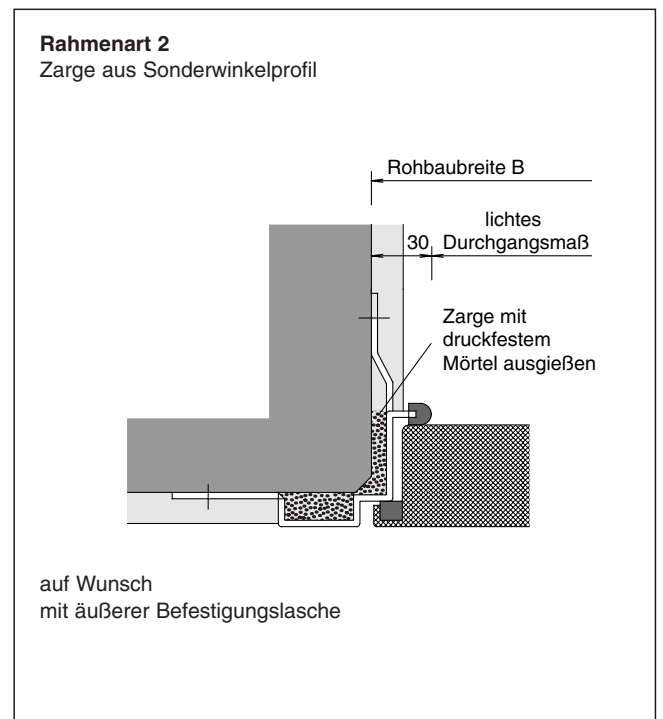 Rahmenart 2
Zarge aus Sonderwinkelprofil
Rohbaubreite B
lichtes
30 Durchgangsmaß
Zarge mit
druckfestem
Mörtel ausgießen
auf Wunsch
mit äußerer Befestigungslasche